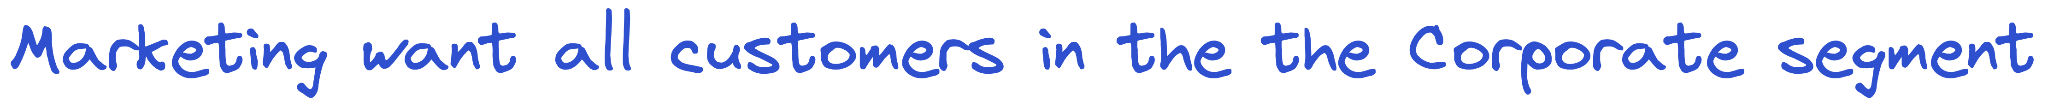 Marketing want all customers in the the Corporate segment